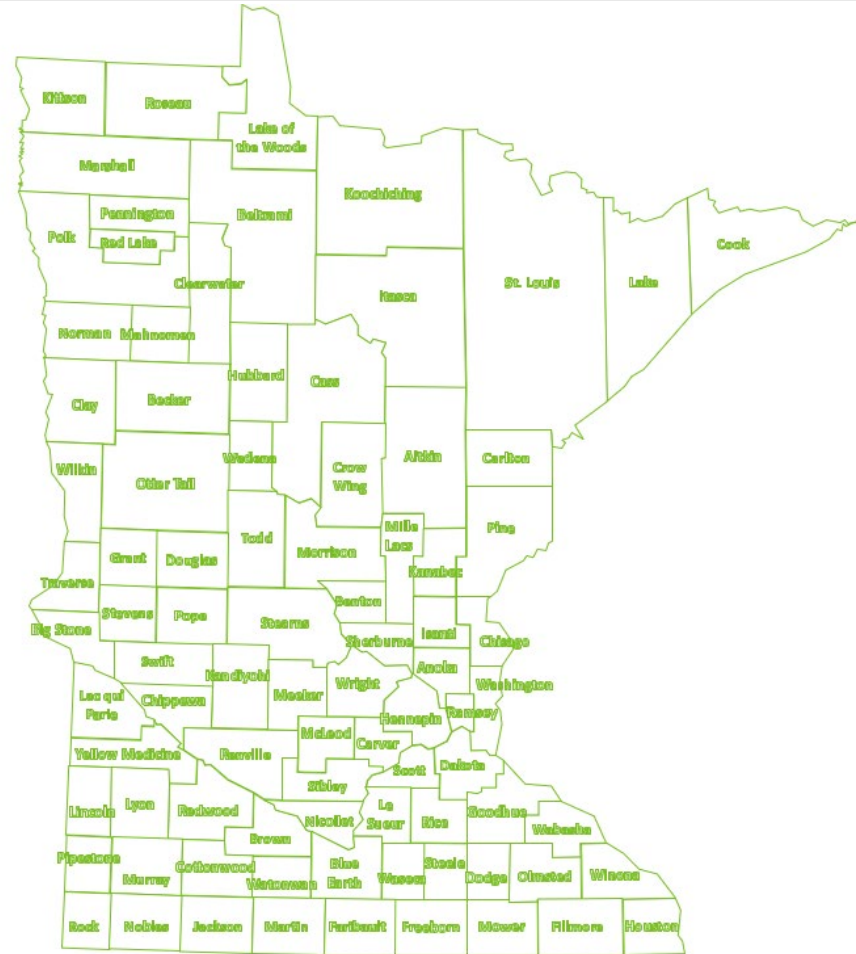 Kittson
Roseau
Lake of
the Woods
Marshall
Koochiching
Pennington
Beltrami
Polk
Red Lake
Cook
Clearwater
St. Louis
Lake
Itasca
Norman
Mahnomen
Hubbard
Cass
Becker
Clay
Aitkin
Wadena
Carlton
Wilkin
Crow
Wing
Otter Tail
Mille
Lacs
Pine
Todd
Morrison
Grant
Douglas
Kanabec
Traverse
Benton
Stevens
Pope
Stearns
Big Stone
Isanti
Sherburne
Chisago
Swift
Anoka
Kandiyohi
Wright
Washington
Lac qui
Parle
Meeker
Chippewa
Ramsey
Hennepin
McLeod
Carver
Yellow Medicine
Renville
Dakota
Scott
Sibley
Lyon
Le
Sueur
Lincoln
Redwood
Goodhue
Nicollet
Rice
Wabasha
Brown
Pipestone
Steele
Cottonwood
Blue
Earth
Winona
Murray
Waseca
Dodge
Olmsted
Watonwan
Rock
Nobles
Jackson
Martin
Faribault
Freeborn
Mower
Fillmore
Houston